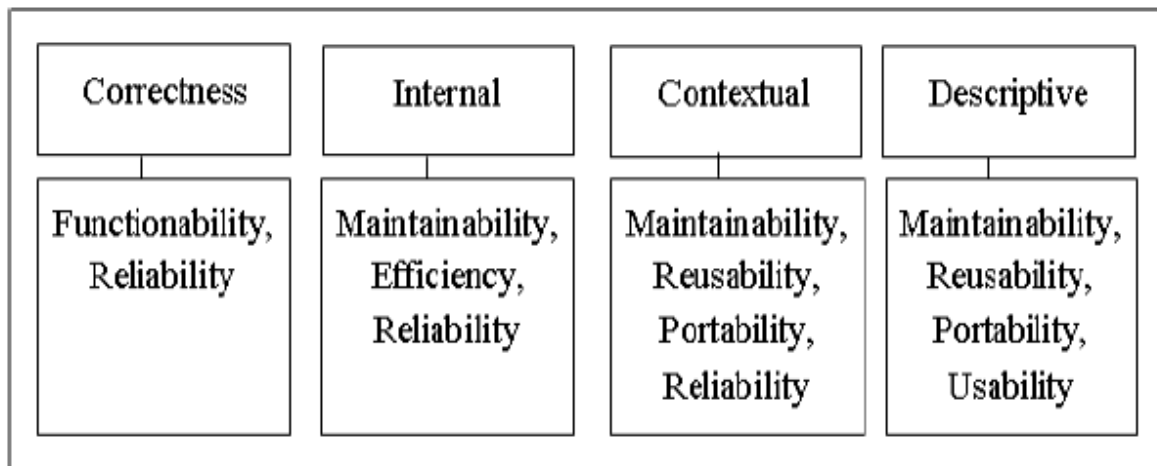 Correctness
Internal
Contextual
Descriptive
Functionability,
Reliability
Maintainability,
Efficiency,
Reliability
Maintainability,
Reusability,
Portability,
Reliability
Maintainability,
Reusability,
Portability,
Usability